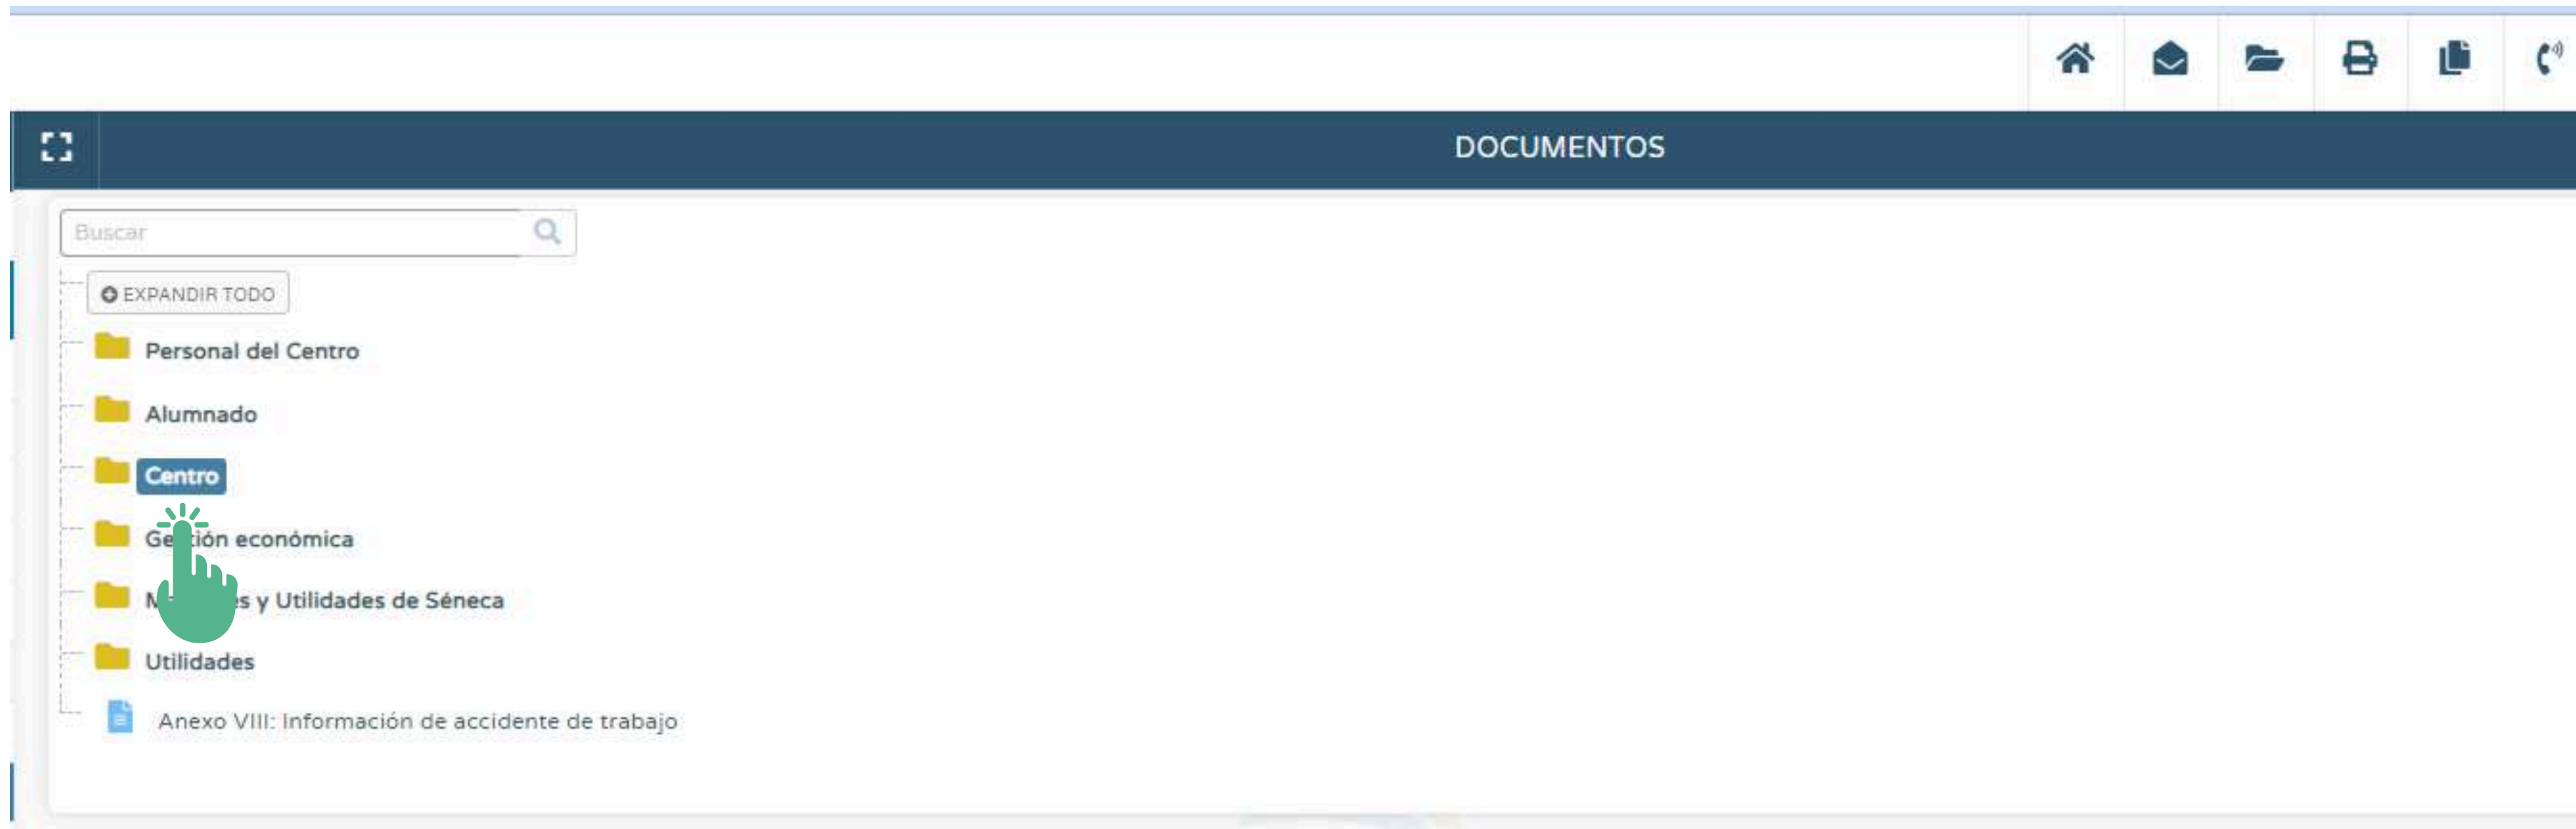 DOCUMENTOS
Buscar
EXPANDIR TODO
Personal del Centro
Alumnado
Centro
Gestión económica
y Utilidades de Séneca
Utilidades
Anexo VIII: Información de accidente de trabajo